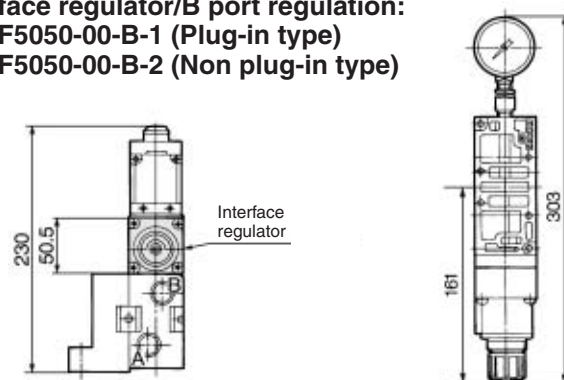 face regulator/B port regulation:
F5050-00-B-1 (Plug-in type)
F5050-00-B-2 (Non plug-in type)
Interface
regulator
230
50.5
B
A
303
161